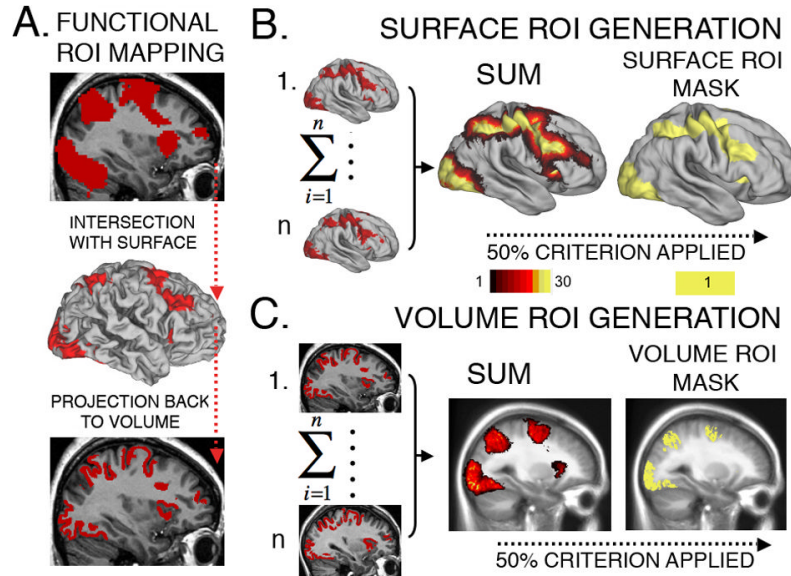 A. FUNCTIONAL
ROI MAPPING
INTERSECTION
WITH SURFACE
PROJECTION BACK
TO VOLUME
B. SURFACE ROI GENERATION
1.
n
∑
i=1
n
SUM
SURFACE ROI
MASK
50% CRITERION APPLIED
1 30
1
C. VOLUME ROI GENERATION
1.
n
∑
i=1
n
SUM
VOLUME ROI
MASK
50% CRITERION APPLIED